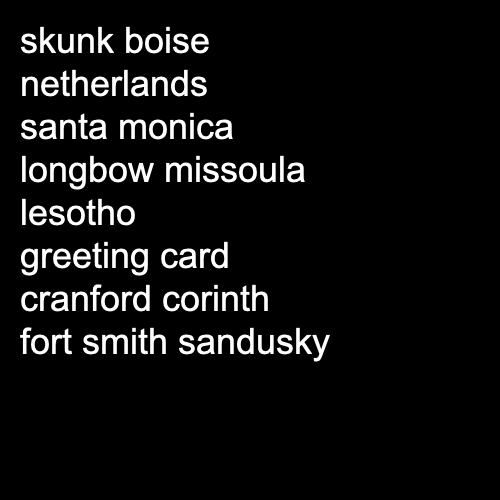 skunk boise
netherlands
santa monica
longbow missoula
lesotho
greeting card
cranford corinth
fort smith sandusky